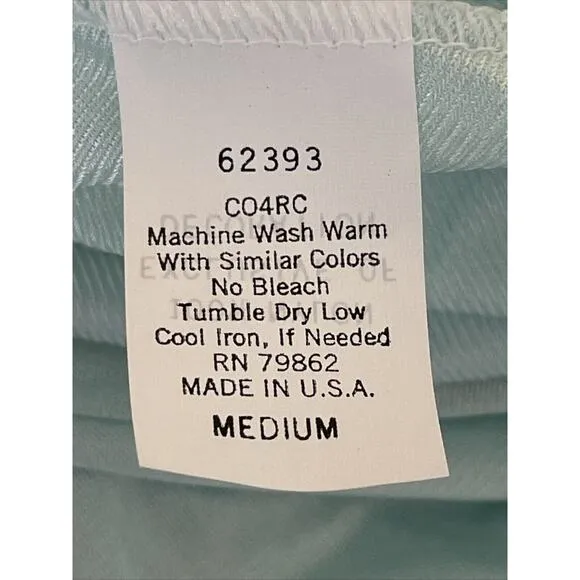 62393
CO4RC
Machine Wash Warm
With Similar Colors
No Bleach
Tumble Dry Low
Cool Iron, If Needed
RN 79862
MADE IN U.S.A.
MEDIUM